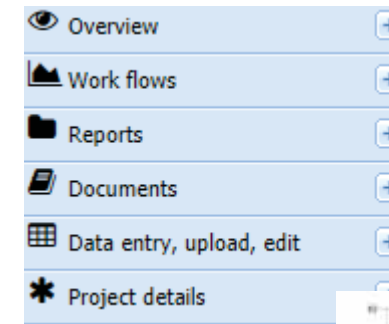 Overview
Work flows
Reports
Documents
Data entry, upload, edit
Project details